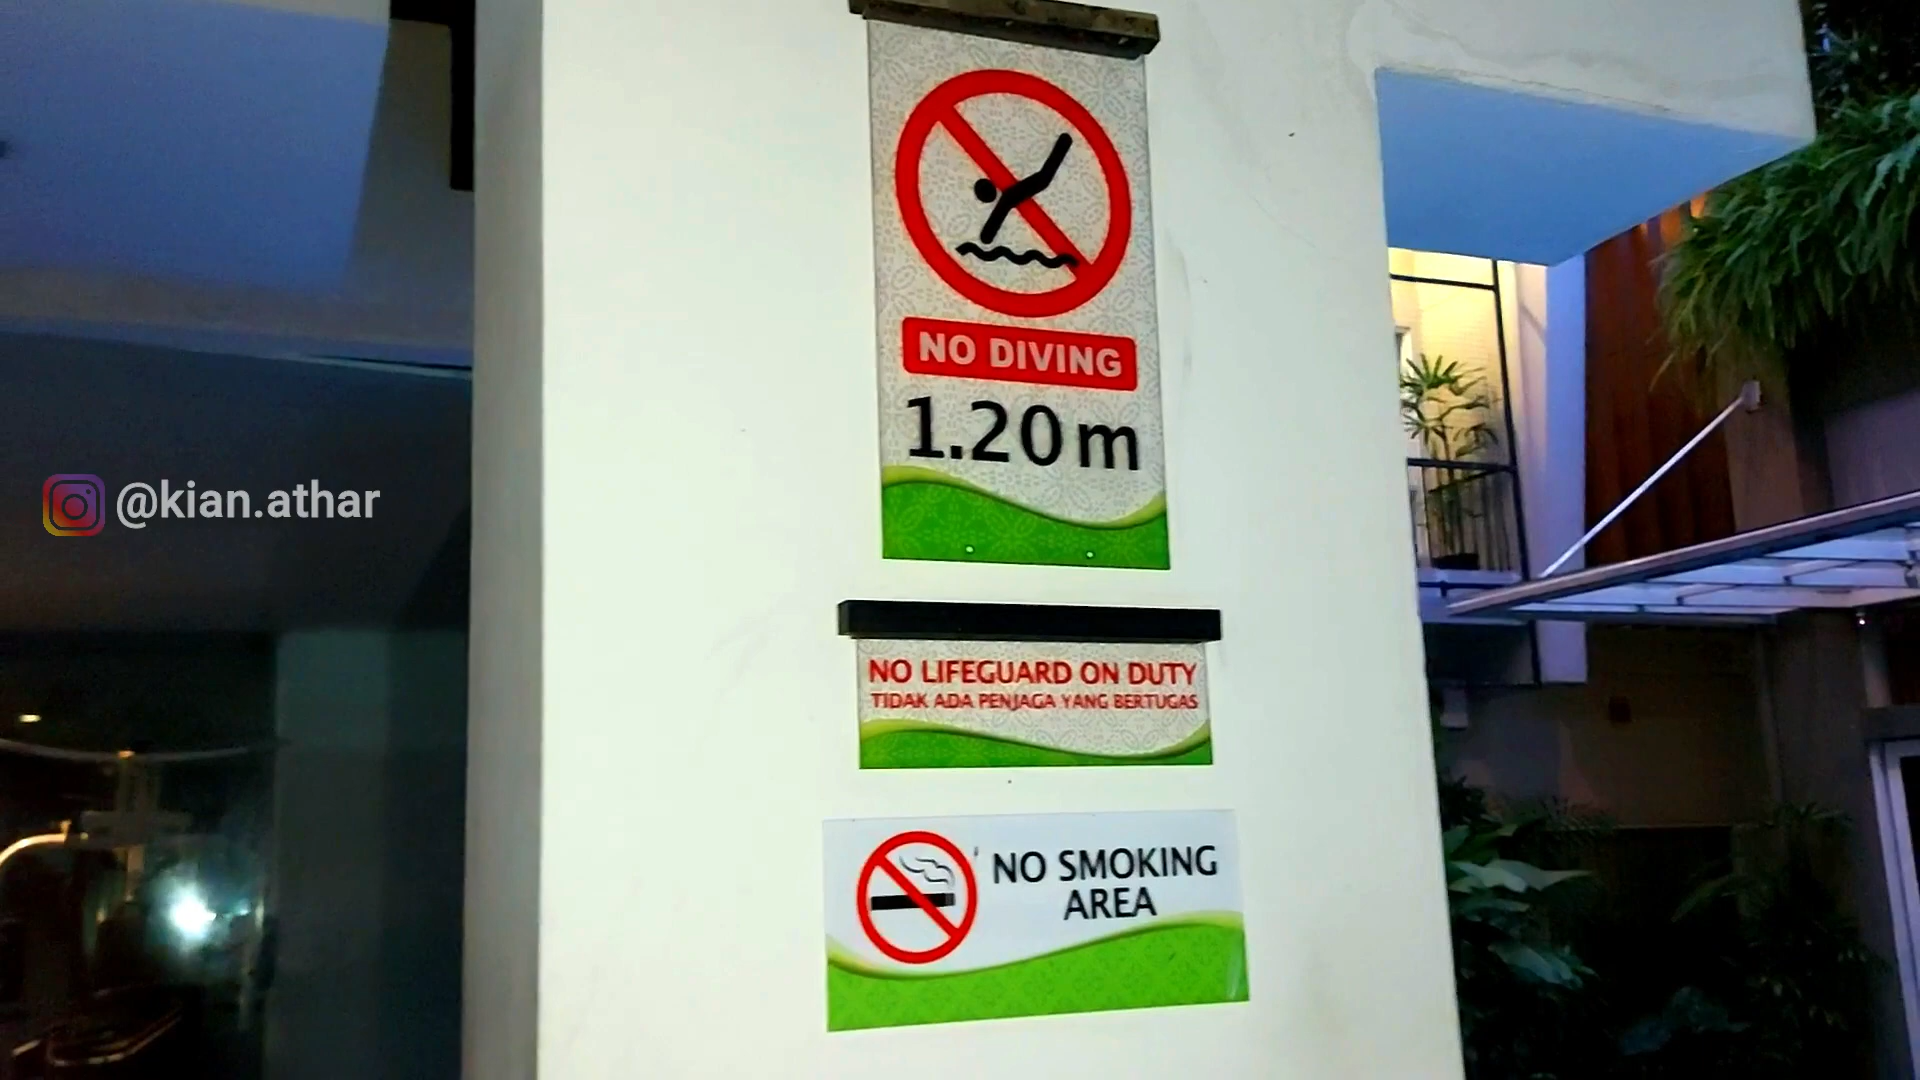 NO DIVING
1.20 m
@kian.athar
NO LIFEGUARD ON DUTY
TIDAK ADA PENJAGA YANG BERTUGAS
NO SMOKING
AREA